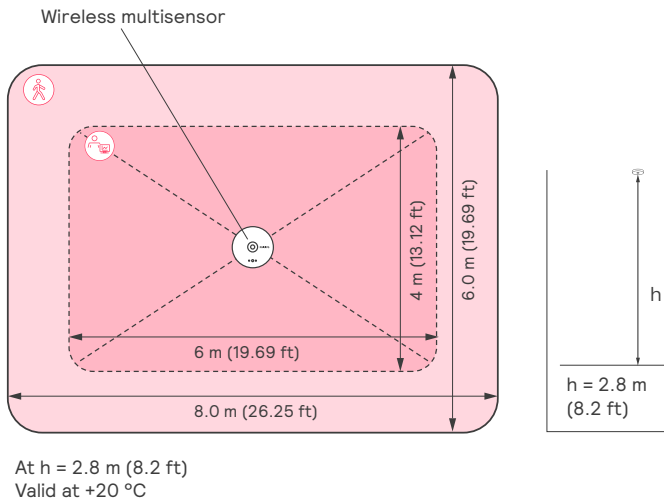 Wireless multisensor
4 m (13.12 ft)
6.0 m (19.69 ft)
6 m (19.69 ft)
8.0 m (26.25 ft)
h
h = 2.8 m
(8.2 ft)
At h = 2.8 m (8.2 ft)
Valid at +20 °C